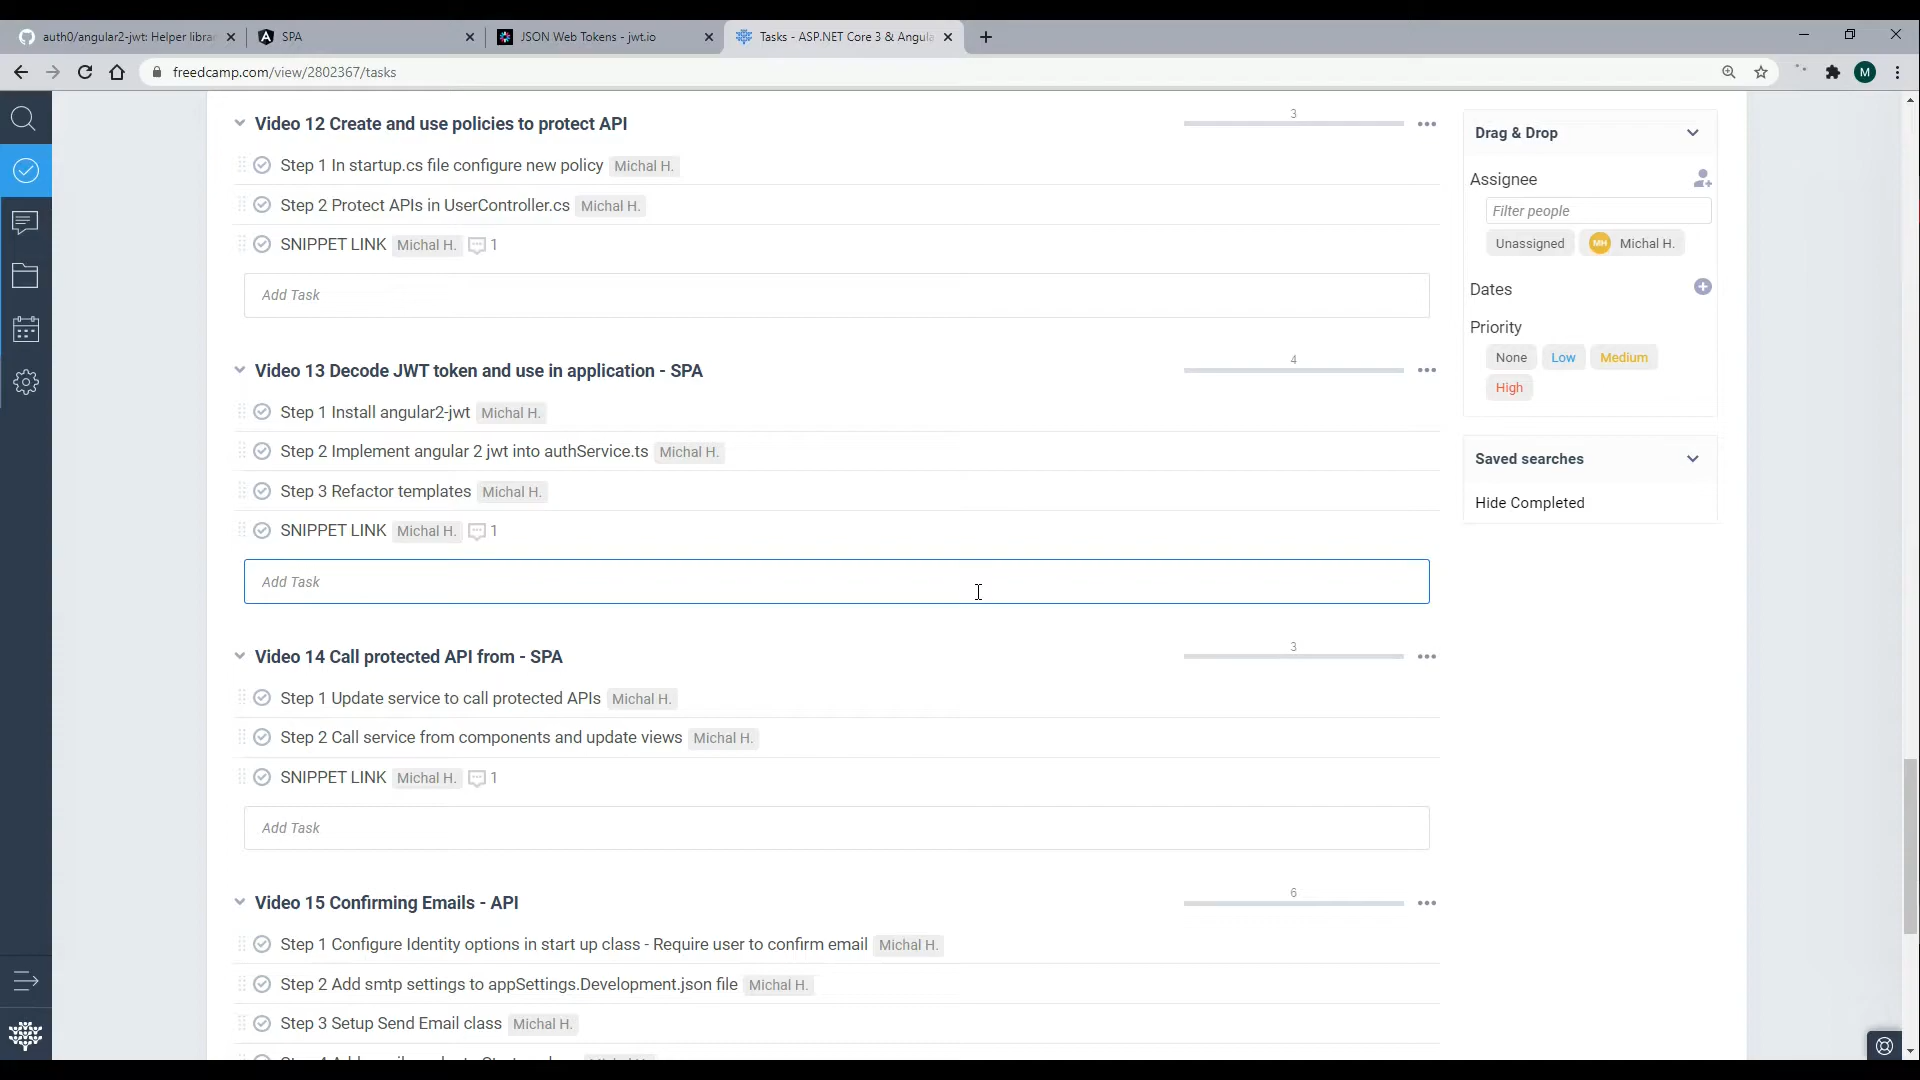 auth0/angular2-jwt: Helper librar
SPA
JSON Web Tokens - jwt.io
Tasks - ASP.NET Core 3 & Angula
freedcamp.com/view/2802367/tasks
M
Video 12 Create and use policies to protect API
3
Step 1 In startup.cs file configure new policy Michal H.
Step 2 Protect APIs in UserController.cs Michal H.
SNIPPET LINK Michal H. 1
Add Task
Video 13 Decode JWT token and use in application - SPA
4
Step 1 Install angular2-jwt Michal H.
Step 2 Implement angular 2 jwt into authService.ts Michal H.
Step 3 Refactor templates Michal H.
SNIPPET LINK Michal H. 1
Add Task
Video 14 Call protected API from - SPA
3
Step 1 Update service to call protected APIs Michal H.
Step 2 Call service from components and update views Michal H.
SNIPPET LINK Michal H. 1
Add Task
Video 15 Confirming Emails - API
6
Step 1 Configure Identity options in start up class - Require user to confirm email Michal H.
Step 2 Add smtp settings to appSettings.Development.json file Michal H.
Step 3 Setup Send Email class Michal H.
Drag & Drop
Assignee
Filter people
Unassigned MH Michal H.
Dates
Priority
None Low Medium
High
Saved searches
Hide Completed